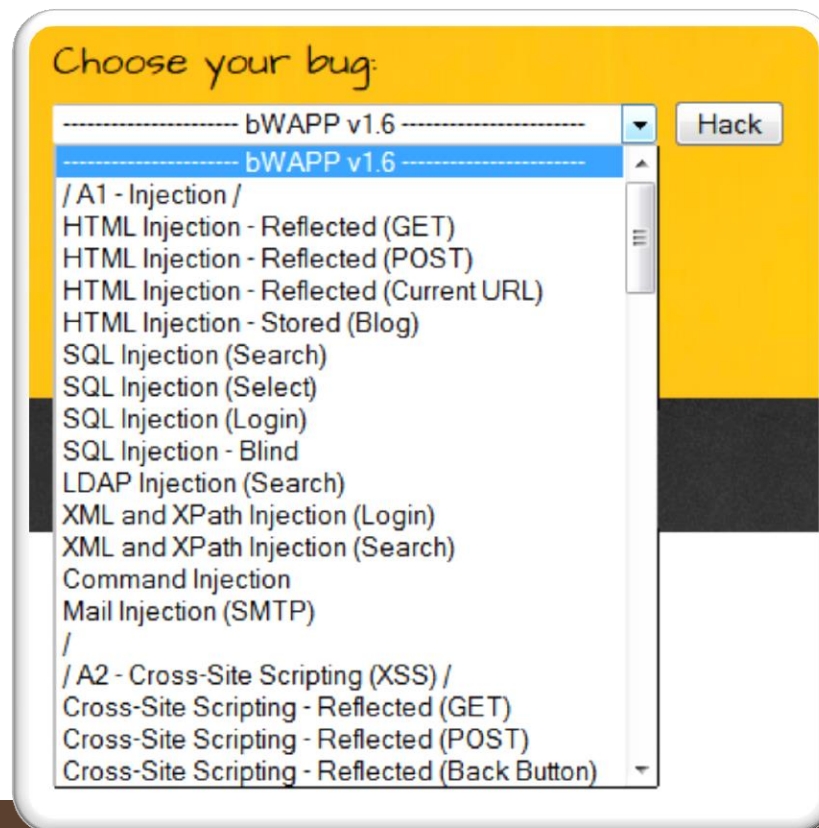 Choose your bug:
---------------------- bWAPP v1.6 -----------------------
Hack
---------------------- bWAPP v1.6 -----------------------
/ A1 - Injection /
HTML Injection - Reflected (GET)
HTML Injection - Reflected (POST)
HTML Injection - Reflected (Current URL)
HTML Injection - Stored (Blog)
SQL Injection (Search)
SQL Injection (Select)
SQL Injection (Login)
SQL Injection - Blind
LDAP Injection (Search)
XML and XPath Injection (Login)
XML and XPath Injection (Search)
Command Injection
Mail Injection (SMTP)
/
/ A2 - Cross-Site Scripting (XSS) /
Cross-Site Scripting - Reflected (GET)
Cross-Site Scripting - Reflected (POST)
Cross-Site Scripting - Reflected (Back Button)